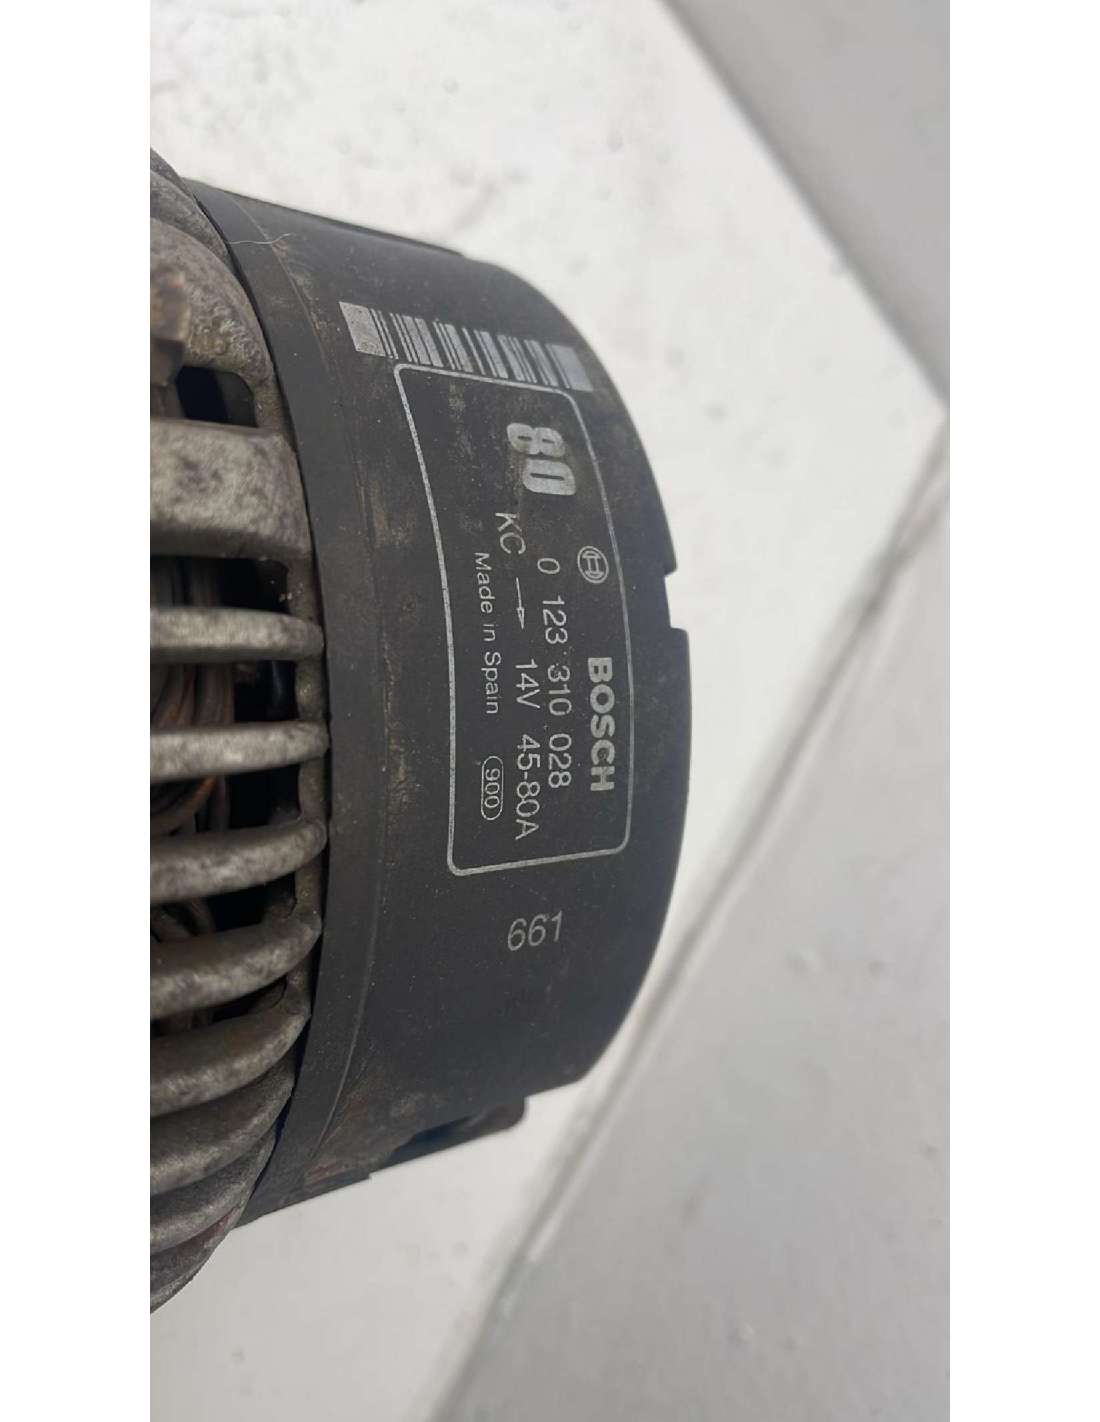 80
BOSCH
0 123 310 028
KC 14V 45-80A
Made in Spain
900
661